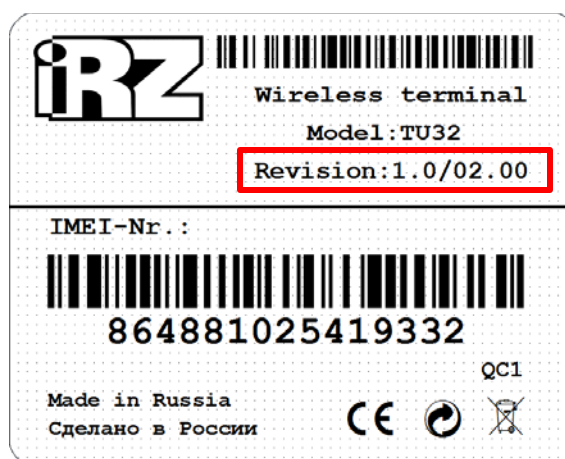 iRZ
Wireless terminal
Model:TU32
Revision:1.0/02.00
IMEI-Nr.:
864881025419332
QC1
Made in Russia
Сделано в России
CE